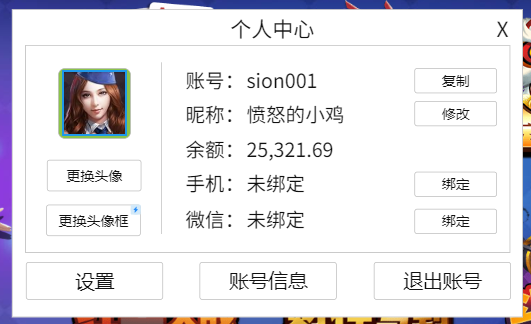 个人中心 X
账号：sion001 复制
昵称：愤怒的小鸡 修改
余额：25,321.69
更换头像
手机：未绑定 绑定
更换头像框
微信：未绑定 绑定
设置 账号信息 退出账号